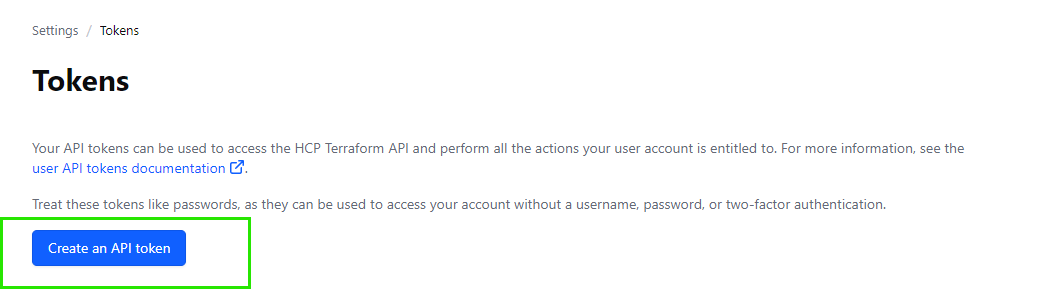 Settings / Tokens
Tokens
Your API tokens can be used to access the HCP Terraform API and perform all the actions your user account is entitled to. For more information, see the
user API tokens documentation.
Treat these tokens like passwords, as they can be used to access your account without a username, password, or two-factor authentication.
Create an API token